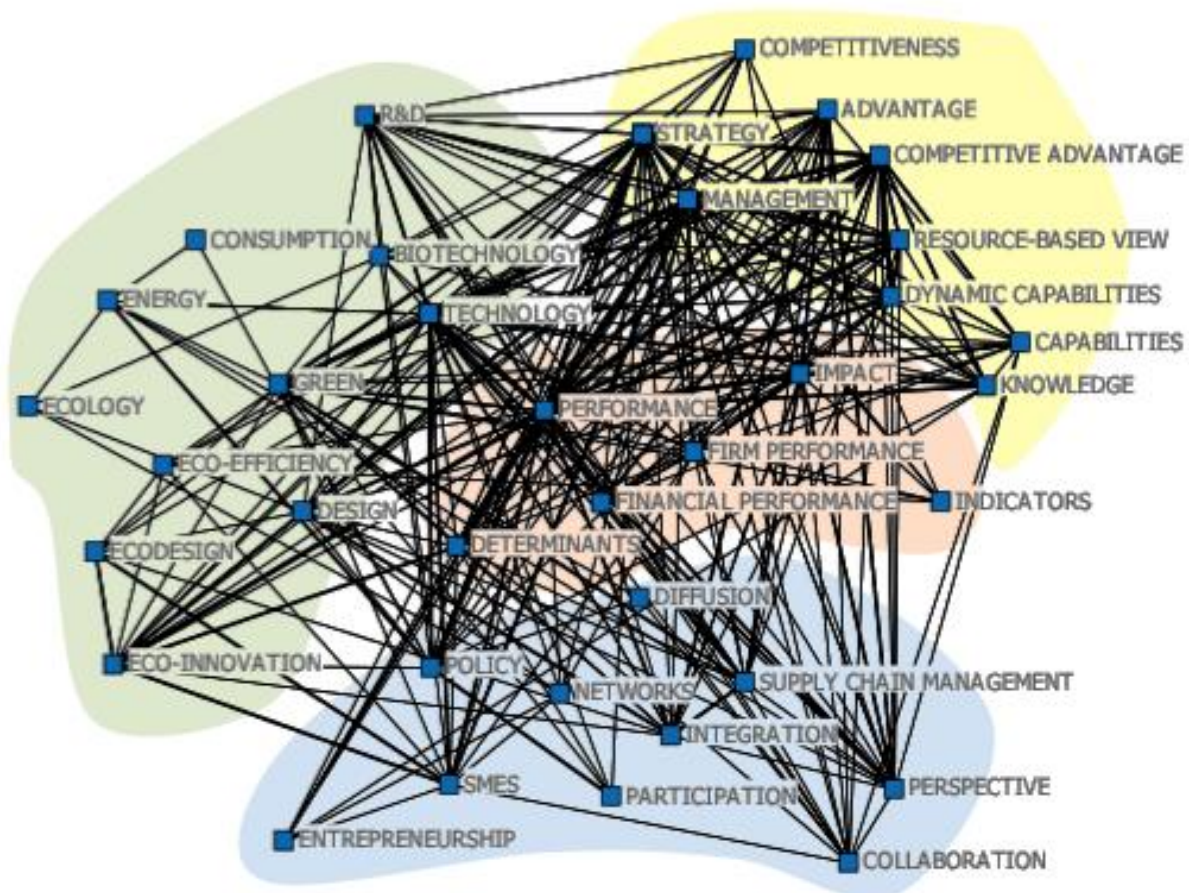 COMPETITIVENESS
R&D
ADVANTAGE
STRATEGY
COMPETITIVE ADVANTAGE
MANAGEMENT
CONSUMPTION
BIOTECHNOLOGY
RESOURCE-BASED VIEW
ENERGY
TECHNOLOGY
DYNAMIC CAPABILITIES
CAPABILITIES
GREEN
IMPACT
KNOWLEDGE
ECOLOGY
PERFORMANCE
ECO-EFFICIENCY
FIRM PERFORMANCE
DESIGN
FINANCIAL PERFORMANCE
INDICATORS
ECODESIGN
DETERMINANTS
DIFFUSION
ECO-INNOVATION
POLICY
NETWORKS
SUPPLY CHAIN MANAGEMENT
INTEGRATION
SMES
PARTICIPATION
PERSPECTIVE
ENTREPRENEURSHIP
COLLABORATION